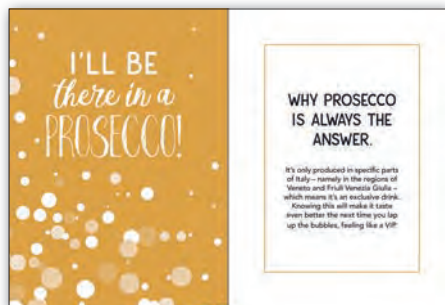 I'LL BE
there in a
PROSECCO!
WHY PROSECCO
IS ALWAYS THE
ANSWER.
It's only produced in specific parts
of Italy – namely in the regions of
Veneto and Friuli Venezia Giulia –
which means it's an exclusive drink.
Knowing this will make it taste
even better the next time you lap
up the bubbles, feeling like a VIP.